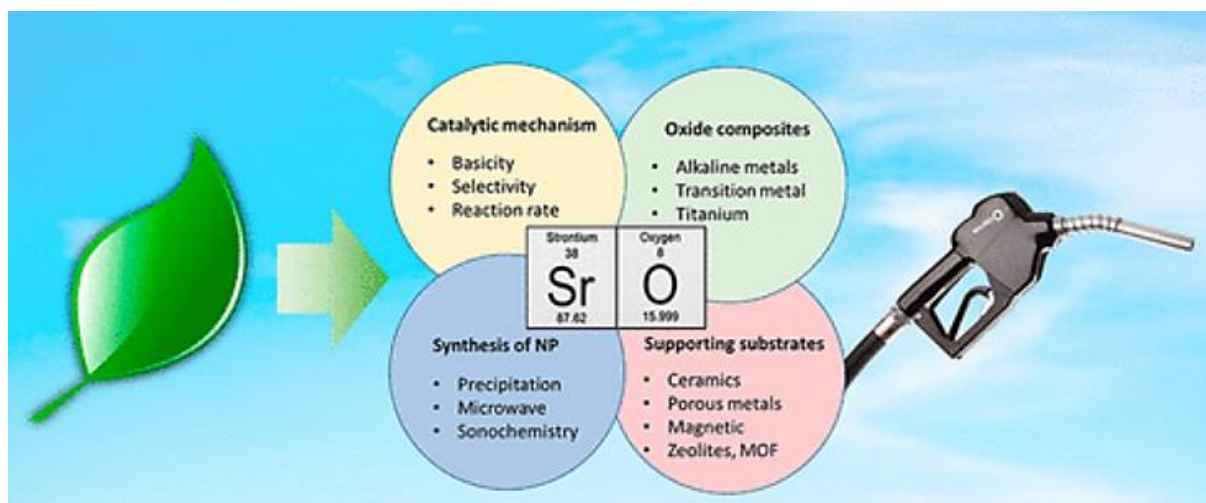 Catalytic mechanism
• Basicity
• Selectivity
• Reaction rate
Oxide composites
• Alkaline metals
• Transition metal
• Titanium
Strontium
38
Sr
87.62
Oxygen
8
O
15.999
Synthesis of NP
• Precipitation
• Microwave
• Sonochemistry
Supporting substrates
• Ceramics
• Porous metals
• Magnetic
• Zeolites, MOF